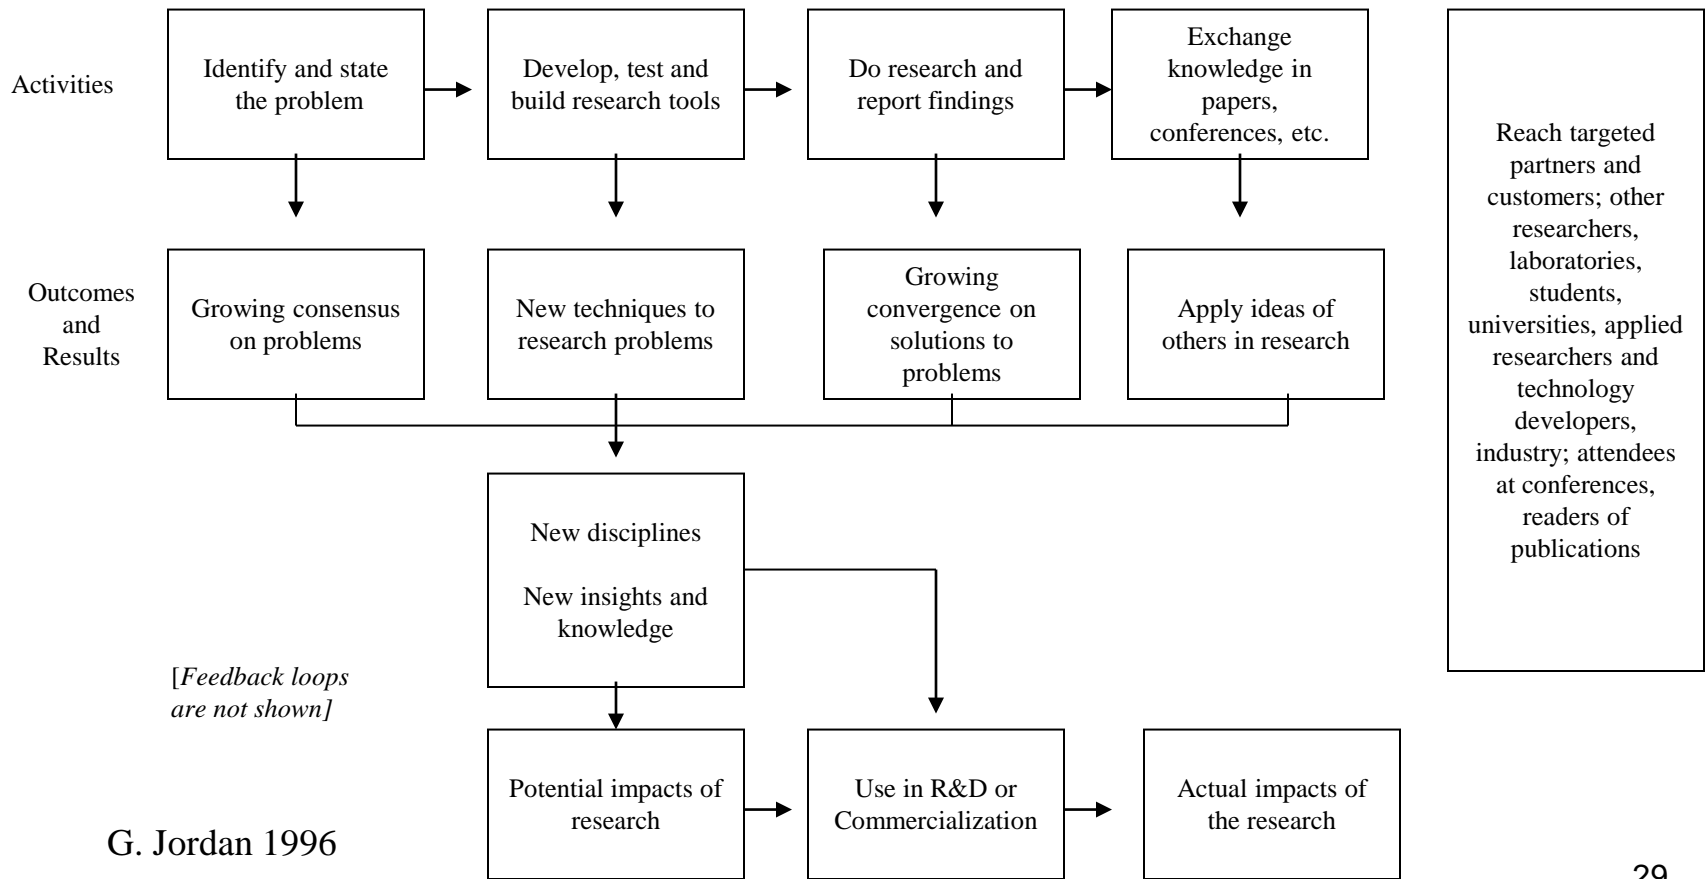 Activities
Identify and state
the problem
Develop, test and
build research tools
Do research and
report findings
Exchange
knowledge in
papers,
conferences, etc.
Reach targeted
partners and
customers; other
researchers,
laboratories,
students,
universities, applied
researchers and
technology
developers,
industry; attendees
at conferences,
readers of
publications
Outcomes
and
Results
Growing consensus
on problems
New techniques to
research problems
Growing
convergence on
solutions to
problems
Apply ideas of
others in research
New disciplines
New insights and
knowledge
[Feedback loops
are not shown]
Potential impacts of
research
Use in R&D or
Commercialization
Actual impacts of
the research
G. Jordan 1996
29